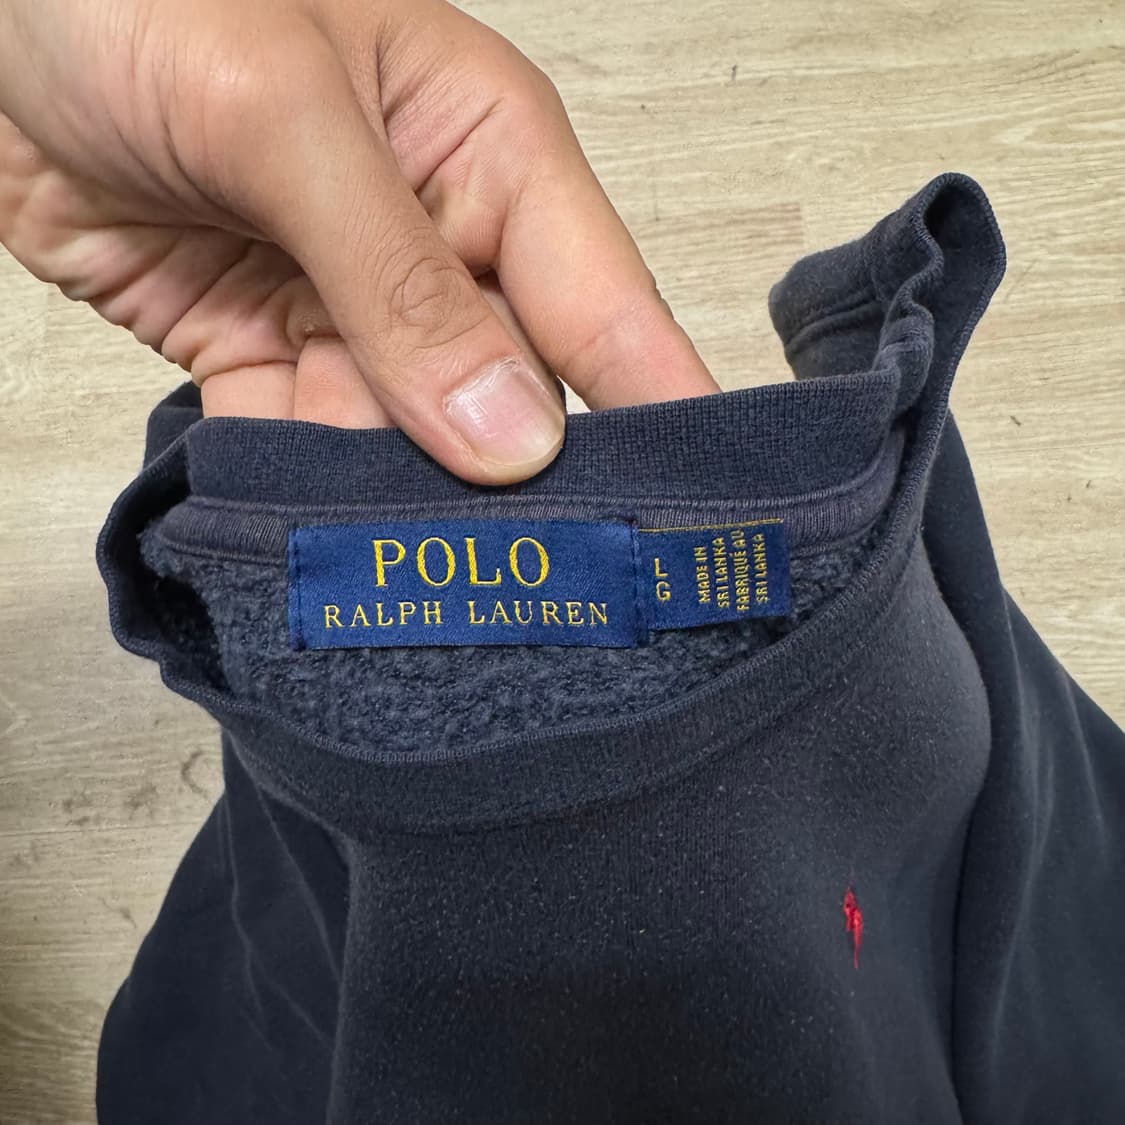 POLO
RALPH LAUREN
L
G
MADE IN
SRI LANKA
FABRIQUÉ AU
SRI LANKA